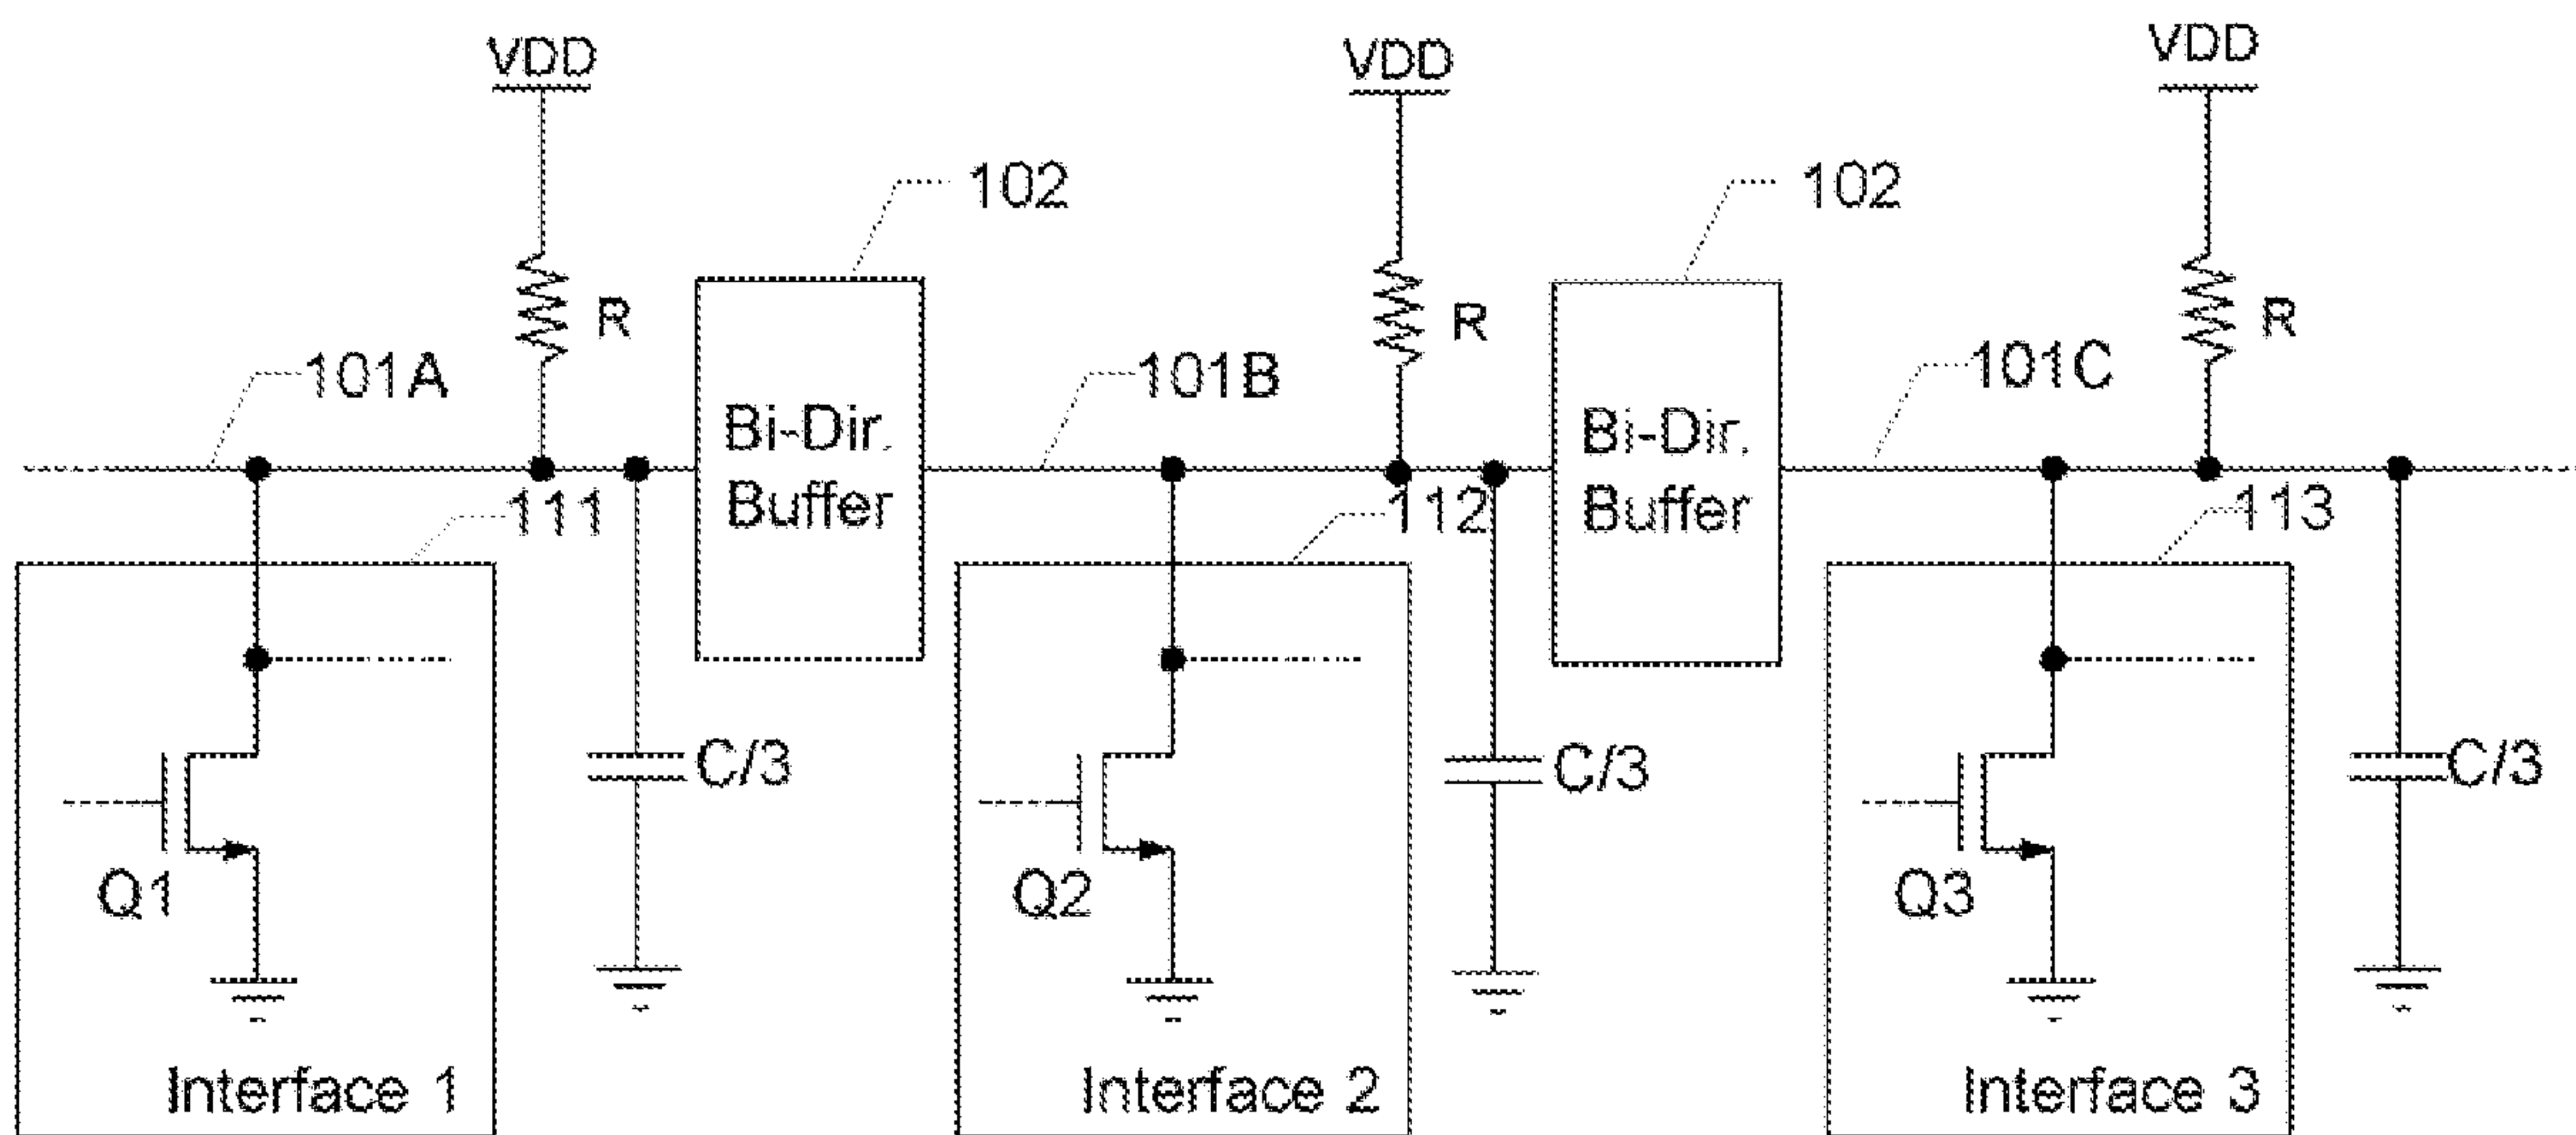 VDD VDD VDD
102 102
R R R
101A 101B 101C
Bi-Dir. Bi-Dir.
Buffer Buffer
111 112 113
C/3 C/3 C/3
Q1 Q2 Q3
Interface 1 Interface 2 Interface 3